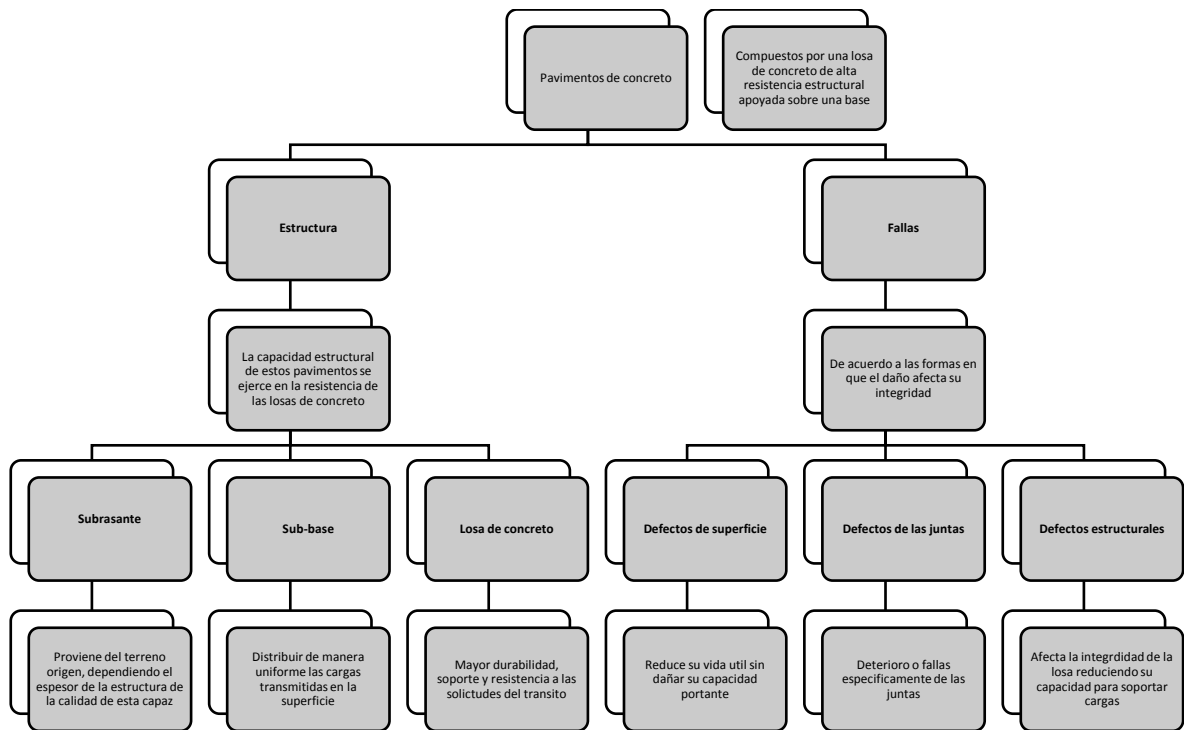 Pavimentos de concreto
Compuestos por una losa
de concreto de alta
resistencia estructural
apoyada sobre una base
Estructura
Fallas
La capacidad estructural
de estos pavimentos se
ejerce en la resistencia de
las losas de concreto
De acuerdo a las formas en
que el daño afecta su
integridad
Subrasante
Sub-base
Losa de concreto
Defectos de superficie
Defectos de las juntas
Defectos estructurales
Proviene del terreno
origen, dependiendo el
espesor de la estructura de
la calidad de esta capaz
Distribuir de manera
uniforme las cargas
transmitidas en la
superficie
Mayor durabilidad,
soporte y resistencia a las
solictudes del transito
Reduce su vida util sin
dañar su capacidad
portante
Deterioro o fallas
especificamente de las
juntas
Afecta la integrdidad de la
losa reduciendo su
capacidad para soportar
cargas